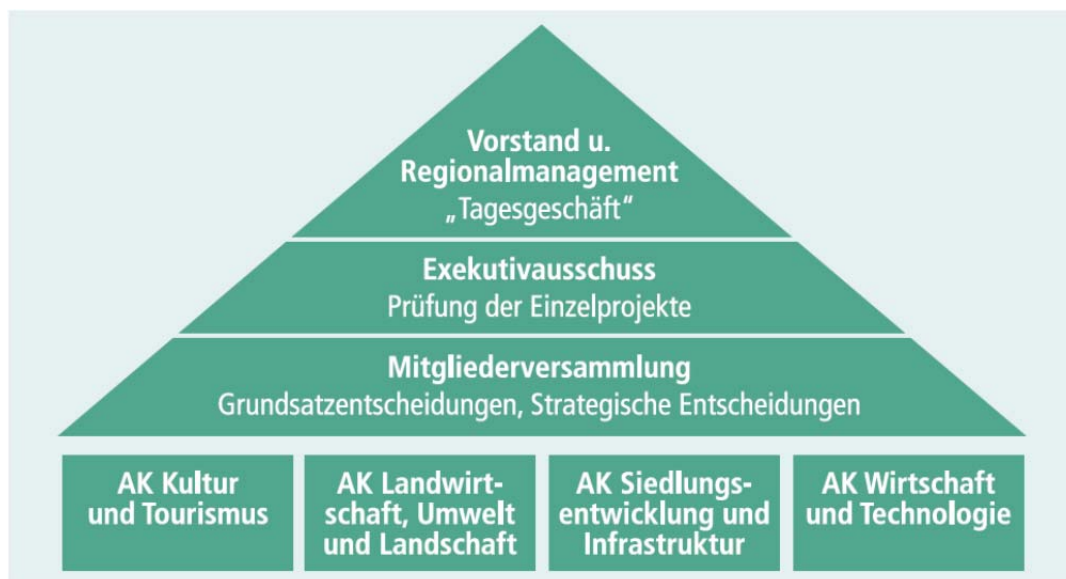 Vorstand u.
Regionalmanagement
„Tagesgeschäft“
Exekutivausschuss
Prüfung der Einzelprojekte
Mitgliederversammlung
Grundsatzentscheidungen, Strategische Entscheidungen
AK Kultur
und Tourismus
AK Landwirt-
schaft, Umwelt
und Landschaft
AK Siedlungs-
entwicklung und
Infrastruktur
AK Wirtschaft
und Technologie